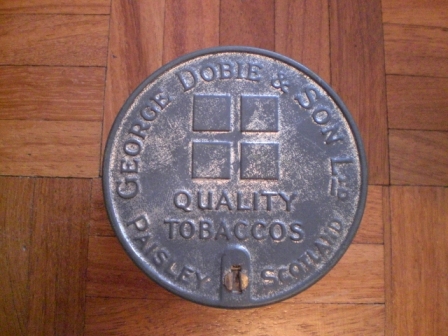 GEORGE DOBIE & SON LTD
QUALITY
TOBACCOS
PAISLEY SCOTLAND